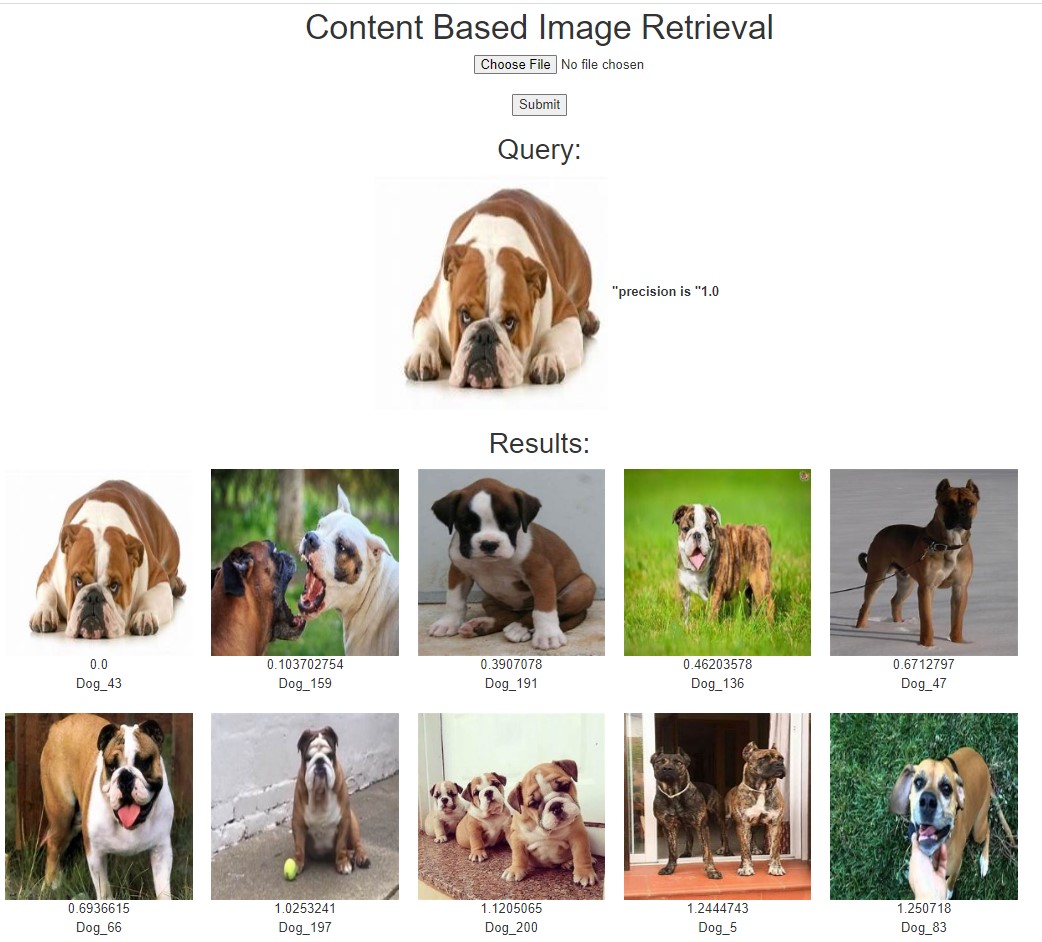 Content Based Image Retrieval
Choose File No file chosen
Submit
Query:
"precision is "1.0
Results:
0.0 0.103702754 0.3907078 0.46203578 0.6712797
Dog_43 Dog_159 Dog_191 Dog_136 Dog_47
0.6936615 1.0253241 1.1205065 1.2444743 1.250718
Dog_66 Dog_197 Dog_200 Dog_5 Dog_83